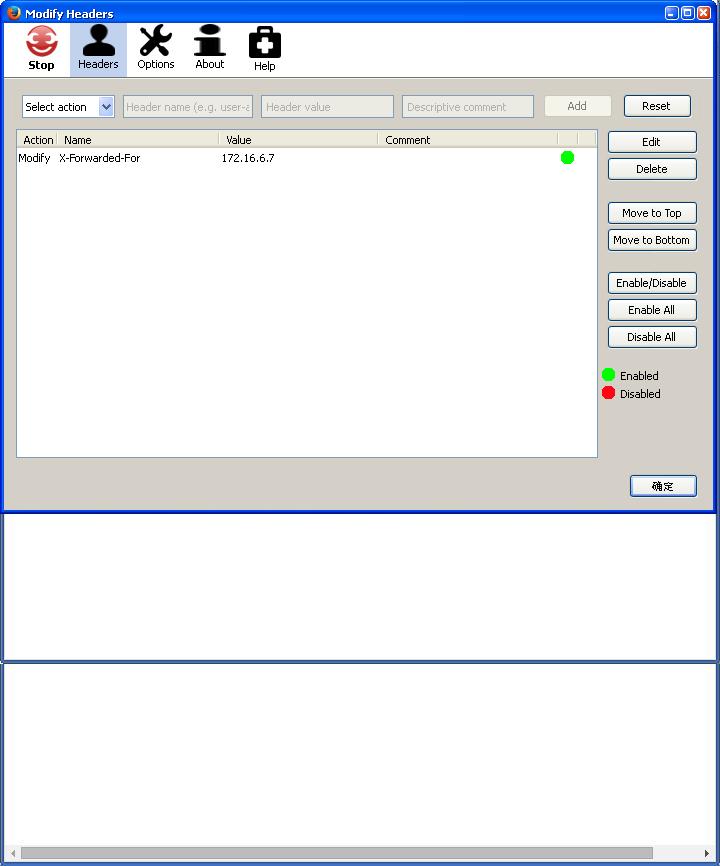 Modify Headers
Stop
Headers
Options
About
Help
Select action
Header name (e.g. user-a
Header value
Descriptive comment
Add
Reset
Action Name Value Comment
Modify X-Forwarded-For 172.16.6.7
Edit
Delete
Move to Top
Move to Bottom
Enable/Disable
Enable All
Disable All
Enabled
Disabled
确定